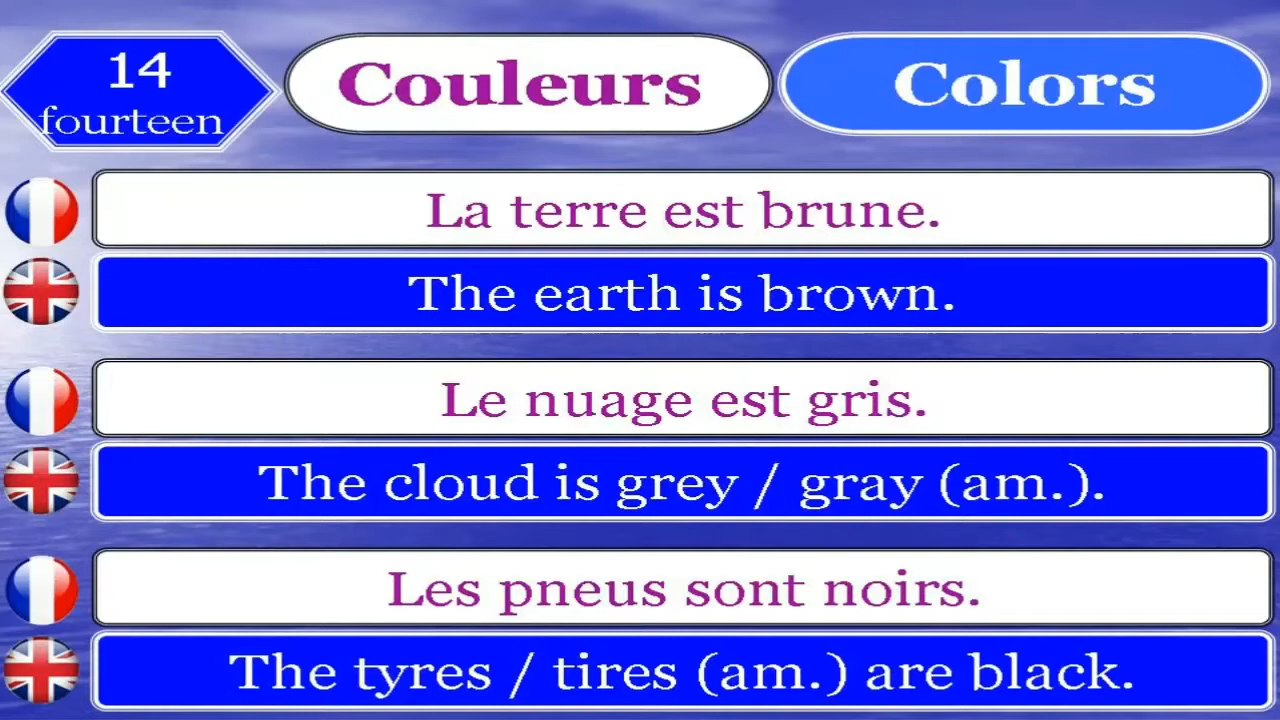 14
fourteen
Couleurs
Colors
La terre est brune.
The earth is brown.
Le nuage est gris.
The cloud is grey / gray (am.).
Les pneus sont noirs.
The tyres / tires (am.) are black.